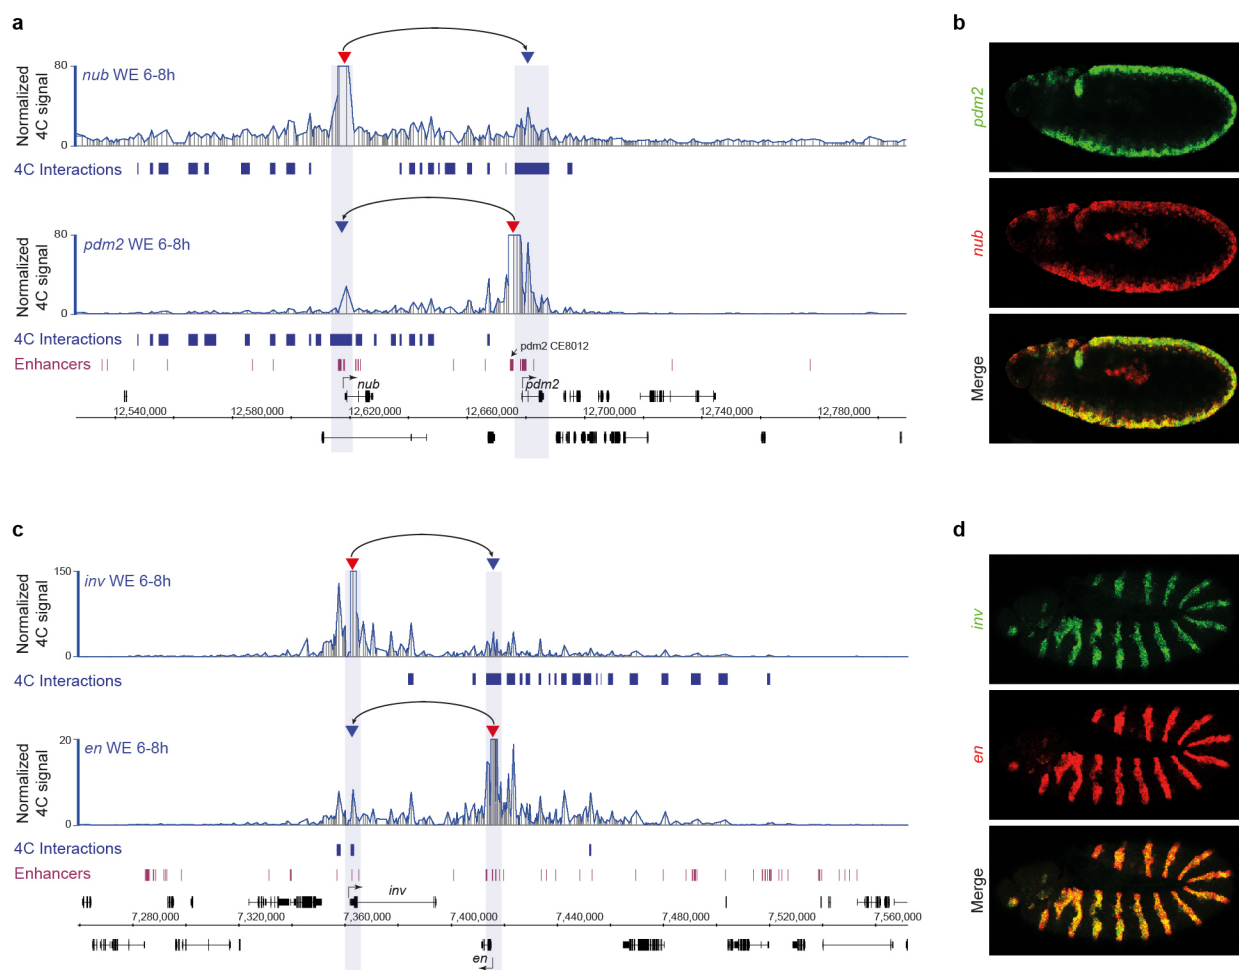 a
80
nub WE 6-8h
Normalized
4C signal
0
4C Interactions
80
pdm2 WE 6-8h
Normalized
4C signal
0
4C Interactions
Enhancers
pdm2 CE8012
nub
pdm2
12,540,000 12,580,000 12,620,000 12,660,000 12,700,000 12,740,000 12,780,000
b
pdm2
nub
Merge
c
150
inv WE 6-8h
Normalized
4C signal
0
4C Interactions
20
en WE 6-8h
Normalized
4C signal
0
4C Interactions
Enhancers
inv
7,280,000 7,320,000 7,360,000 7,400,000 7,440,000 7,480,000 7,520,000 7,560,000
en
d
inv
en
Merge